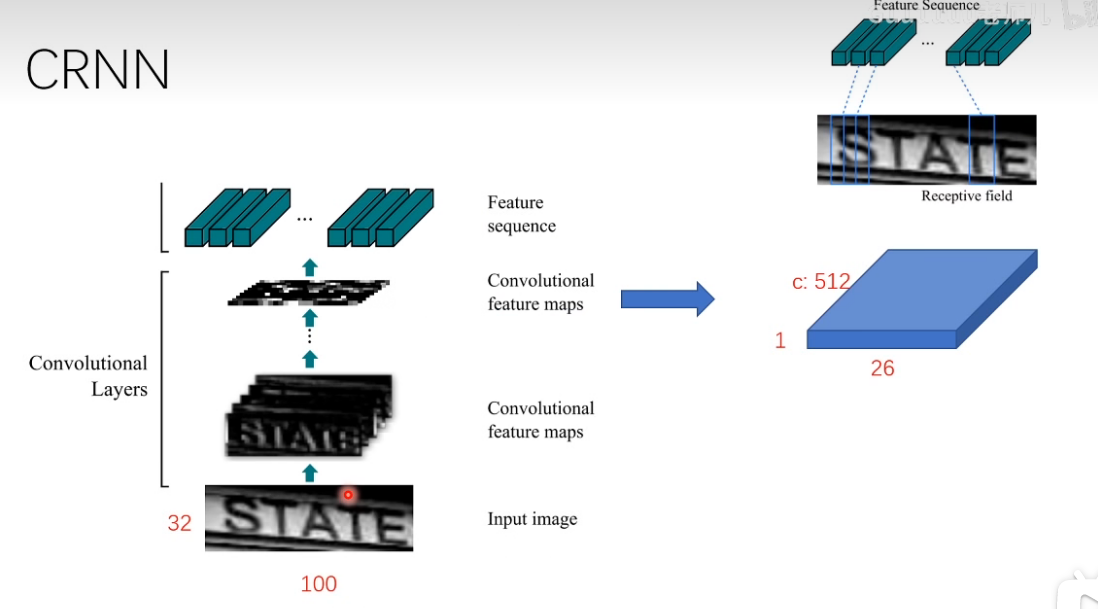 CRNN
Feature Sequence
...
STATE
Receptive field
...
Feature
sequence
Convolutional
feature maps
c: 512
1
26
Convolutional
Layers
STATE
Convolutional
feature maps
32
STATE
Input image
100